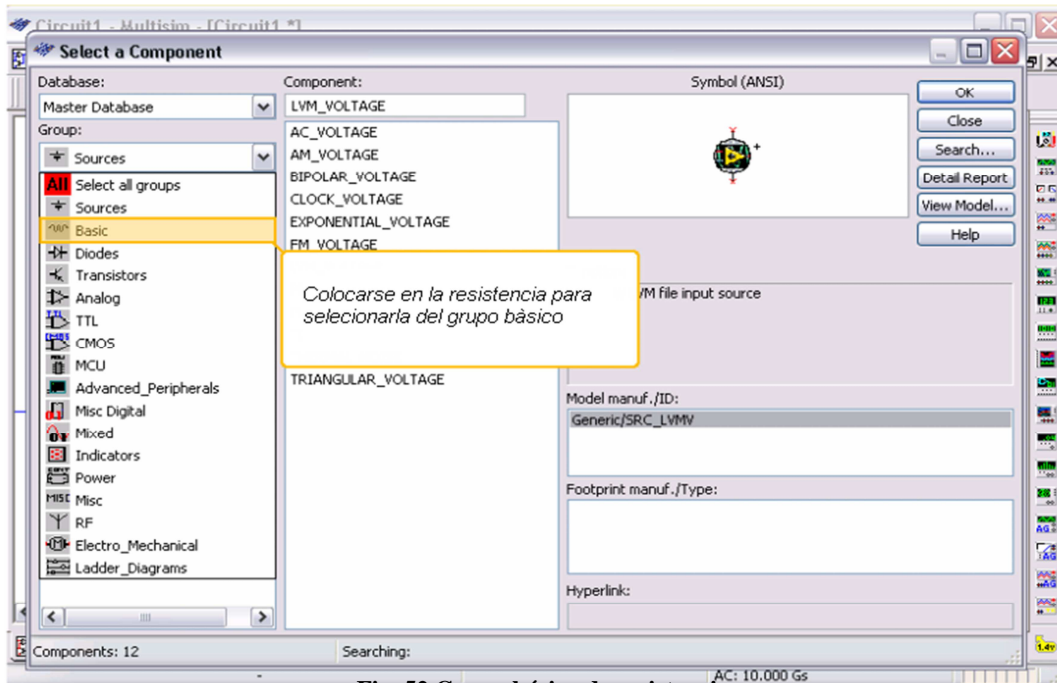 Circuit1 - Multisim - [Circuit1 *]
Select a Component
Database:
Master Database
Group:
Sources
All Select all groups
Sources
Basic
Diodes
Transistors
Analog
TTL
CMOS
MCU
Advanced_Peripherals
Misc Digital
Mixed
Indicators
Power
MISC Misc
RF
Electro_Mechanical
Ladder_Diagrams
Component:
LVM_VOLTAGE
AC_VOLTAGE
AM_VOLTAGE
BIPOLAR_VOLTAGE
CLOCK_VOLTAGE
EXPONENTIAL_VOLTAGE
FM_VOLTAGE
TRIANGULAR_VOLTAGE
Colocarse en la resistencia para
selecionarla del grupo bàsico
Symbol (ANSI)
file input source
Model manuf./ID:
Generic/SRC_LVMV
Footprint manuf./Type:
Hyperlink:
OK
Close
Search...
Detail Report
View Model...
Help
Components: 12
Searching:
AC: 10.000 Gs